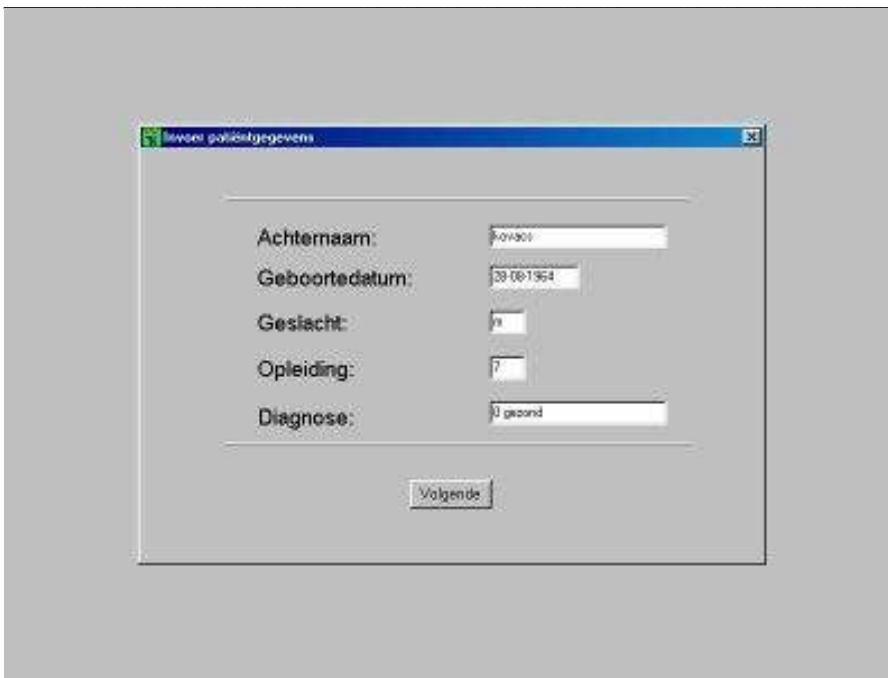 Invoer patiëntgegevens
Achternaam: kovacs
Geboortedatum: 28-08-1964
Geslacht: m
Opleiding: 7
Diagnose: 0 gezond
Volgende